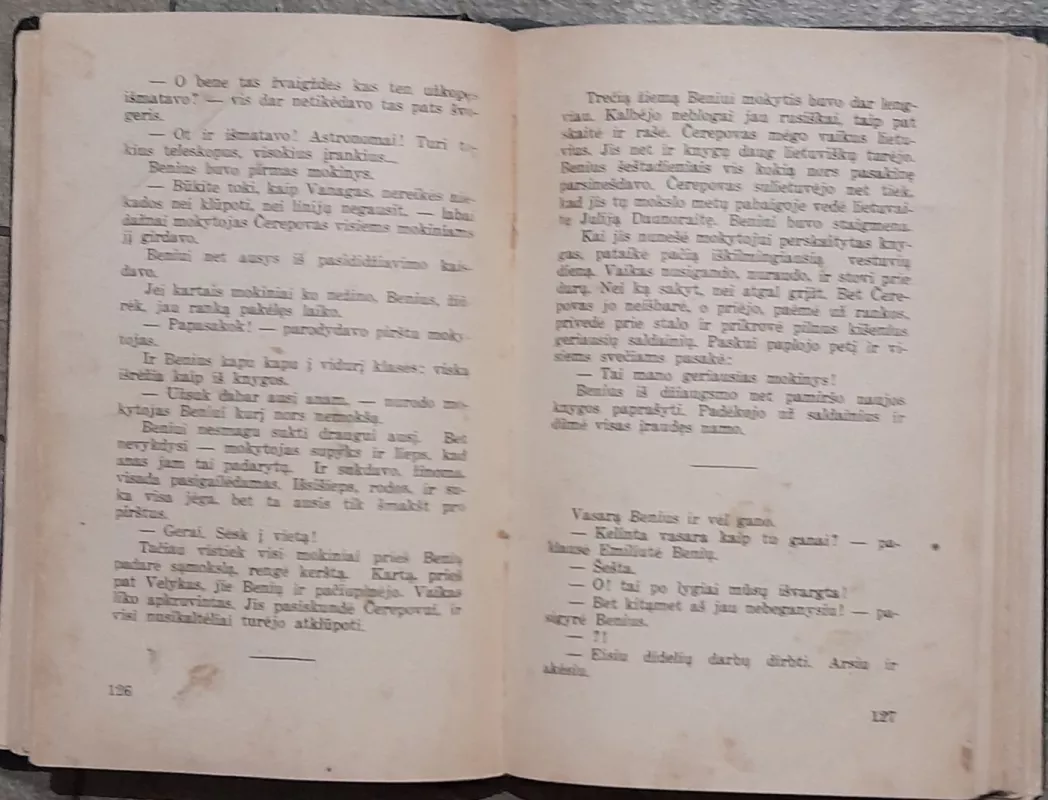 — O bene tas žvaigždes kas ten užkopęs
išmatavo? — vis dar netikėdavo tas pats švo-
geris.
— Ot ir išmatavo! Astronomai! Turi to-
kius teleskopus, visokius įrankius...
Benius buvo pirmas mokinys.
— Būkite toki, kaip Vanagas, nereikės nie-
kados nei klūpoti, nei linijų negausit, — labai
dažnai mokytojas Čerepovas visiems mokiniams
jį girdavo.
Beniui net ausys iš pasididžiavimo kais-
davo.
Jei kartais mokiniai ko nežino, Benius, žiū-
rėk, jau ranką pakėlęs laiko.
— Papasakok! — parodydavo pirštu moky-
tojas.
Ir Benius kapu kapu į vidurį klasės; viską
išrėžia kaip iš knygos.
— Užsuk dabar ausį anam, — nurodo mo-
kytojas Beniui kurį nors nemokšą.
Beniui nesmagu sukti draugui ausį. Bet
nevykdysi — mokytojas supyks ir lieps, kad
anas jam tai padarytų. Ir sukdavo, žinoma,
visada pasigailėdamas. Išsišieps, rodos, ir su-
ka visa jėga, bet ta ausis tik šmakšt pro
pirštus.
— Gerai. Sėsk į vietą!
Tačiau vistiek visi mokiniai prieš Benių
padarė sąmokslą, rengė kerštą. Kartą, prieš
pat Velykas, jie Benių ir pačiupinėjo. Vaikas
liko apkruvintas. Jis pasiskundė Čerepovui, ir
visi nusikaltėliai turėjo atklūpoti.
126
Trečią žiemą Beniui mokytis buvo dar leng-
viau. Kalbėjo neblogai jau rusiškai, taip pat
skaitė ir rašė. Čerepovas mėgo vaikus lietu-
vius. Jis net ir knygų daug lietuviškų turėjo.
Benius šeštadieniais vis kokią nors pasakinę
parsinešdavo. Čerepovas sulietuvėjo net tiek,
kad jis tų mokslo metų pabaigoje vedė lietuvai-
tę Juliją Daunoraitę. Beniui buvo staigmena.
Kai jis nunešė mokytojui perskaitytas kny-
gas, pataikė pačią iškilmingiausią vestuvių
dieną. Vaikas nusigando, nurando, ir stovi prie
durų. Nei ką sakyt, nei atgal grįžt. Bet Čere-
povas jo neišbarė, o priėjo, paėmė už rankos,
privedė prie stalo ir prikrovė pilnus kišenius
geriausių saldainių. Paskui paplojo petį ir vi-
siems svečiams pasakė:
— Tai mano geriausias mokinys!
Benius iš džiaugsmo net pamiršo naujos
knygos paprašyti. Padėkojo už saldainius ir
dūmė visas įraudęs namo.
Vasarą Benius ir vėl ganė.
— Kelinta vasara kaip tu ganai? — pa-
klausė Emiliutė Benių.
— Šešta.
— O! tai po lygiai mūsų išvargta!
— Bet kitąmet aš jau nebeganysiu! — pa-
sigyrė Benius.
— ?!
— Eisiu didelių darbų dirbti. Arsiu ir
akėsiu.
127